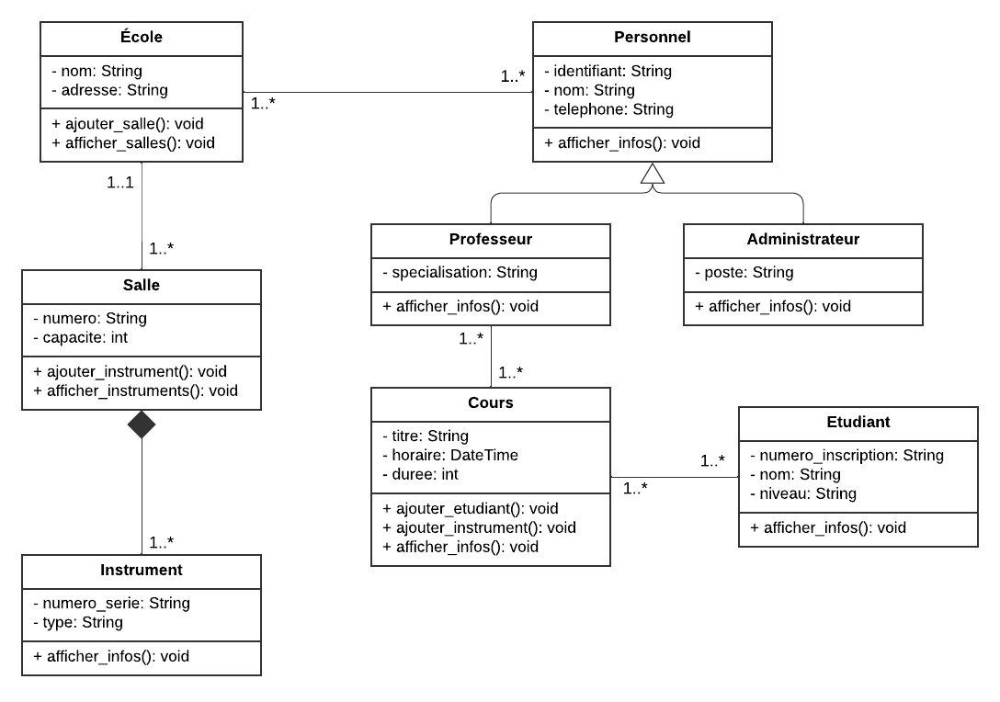 École
- nom: String
- adresse: String
+ ajouter_salle(): void
+ afficher_salles(): void
1..*
1..*
Personnel
- identifiant: String
- nom: String
- telephone: String
+ afficher_infos(): void
1..1
1..*
Salle
- numero: String
- capacite: int
+ ajouter_instrument(): void
+ afficher_instruments(): void
1..*
Instrument
- numero_serie: String
- type: String
+ afficher_infos(): void
Professeur
- specialisation: String
+ afficher_infos(): void
Administrateur
- poste: String
+ afficher_infos(): void
1..*
1..*
Cours
- titre: String
- horaire: DateTime
- duree: int
+ ajouter_etudiant(): void
+ ajouter_instrument(): void
+ afficher_infos(): void
1..*
1..*
Etudiant
- numero_inscription: String
- nom: String
- niveau: String
+ afficher_infos(): void